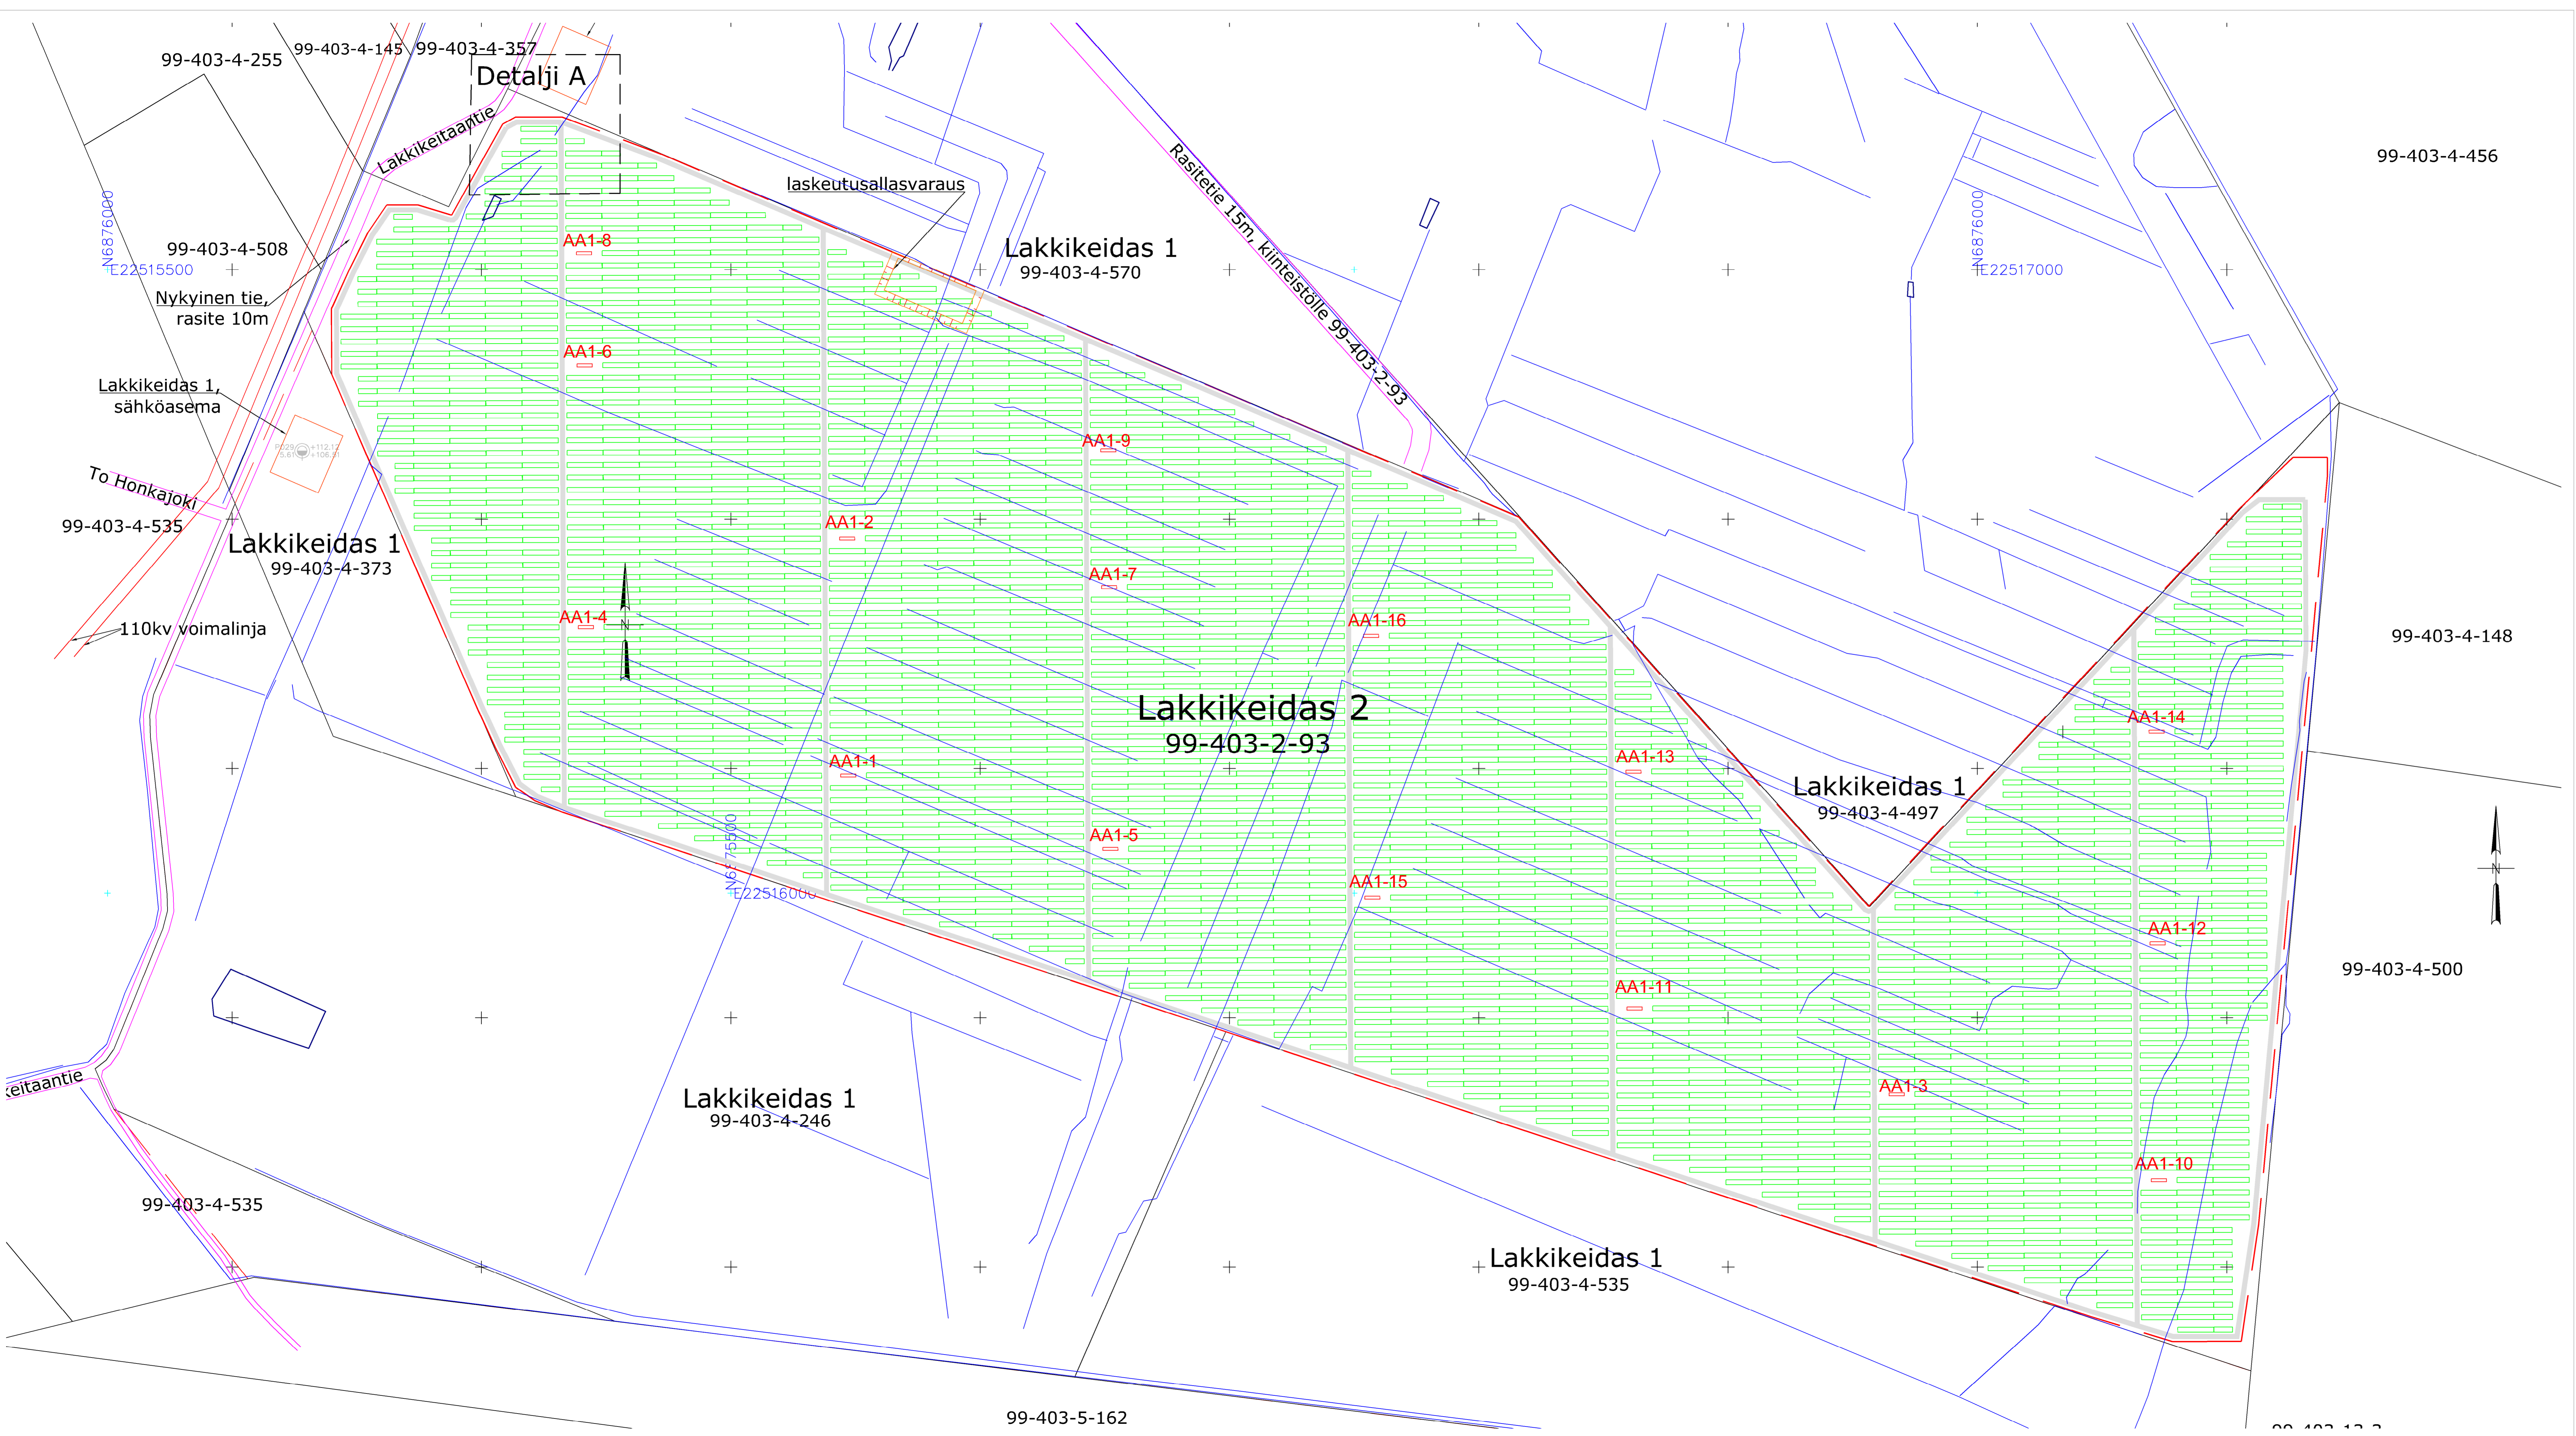 99-403-4-145
99-403-4-357
99-403-4-255
Detalji A
Lakkikeitaantie
99-403-4-456
laskeutusallasvaraus
Rasitetie 15m, kiinteistölle 99-403-2-93
N6876000
E22515500
99-403-4-508
Nykyinen tie,
rasite 10m
AA1-8
Lakkikeidas 1
99-403-4-570
N6876000
E22517000
AA1-6
Lakkikeidas 1,
sähköasema
+112.12
+106.51
AA1-9
To Honkajoki
99-403-4-535
AA1-2
Lakkikeidas 1
99-403-4-373
AA1-7
AA1-4
N
AA1-16
110kv voimalinja
99-403-4-148
Lakkikeidas 2
99-403-2-93
AA1-14
AA1-1
AA1-13
Lakkikeidas 1
99-403-4-497
AA1-5
N6875500
E22516000
AA1-15
N
AA1-12
99-403-4-500
AA1-11
keitaantie
Lakkikeidas 1
99-403-4-246
AA1-3
AA1-10
99-403-4-535
Lakkikeidas 1
99-403-4-535
99-403-5-162